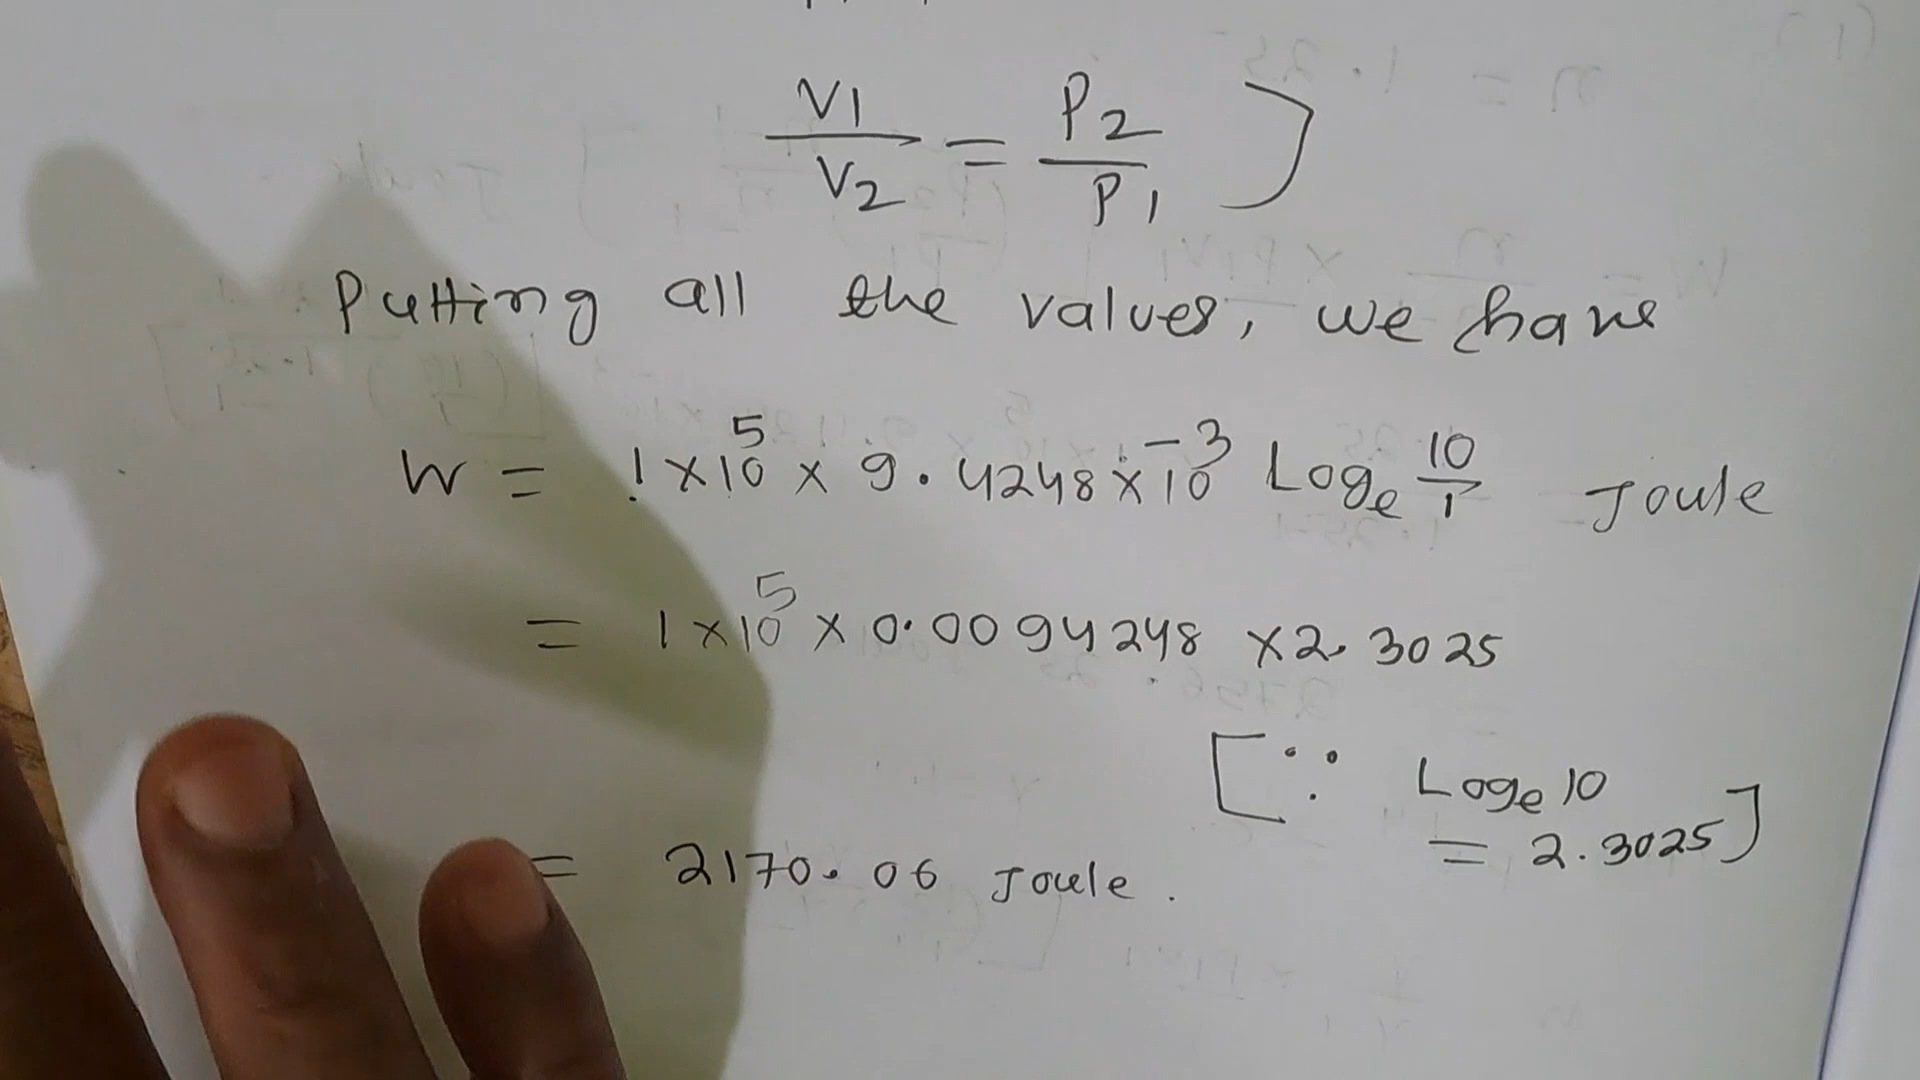 V1/V2 = P2/P1 ]
Putting all the values, we have
W = 1 × 10^5 × 9.4248 × 10^-3 Loge 10/1 Joule
= 1 × 10^5 × 0.0094248 × 2.3025
[∵ Loge 10
= 2.3025]
= 2170.06 Joule.